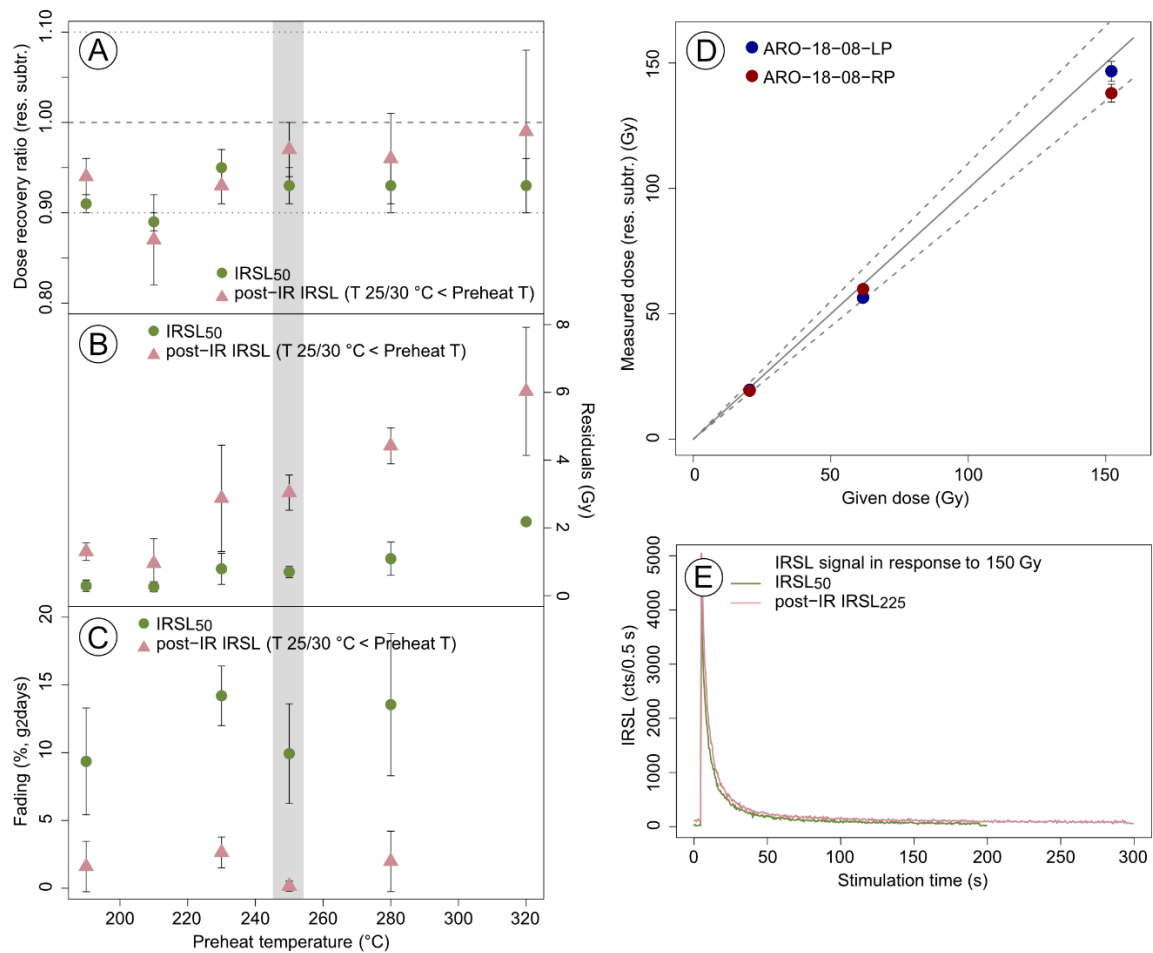 A
Dose recovery ratio (res. subtr.)
0.80 0.90 1.00 1.10
IRSL50
post−IR IRSL (T 25/30 °C < Preheat T)
B
IRSL50
post−IR IRSL (T 25/30 °C < Preheat T)
Residuals (Gy)
0 2 4 6 8
C
IRSL50
post−IR IRSL (T 25/30 °C < Preheat T)
Fading (%, g2days)
0 5 10 15 20
200 220 240 260 280 300 320
Preheat temperature (°C)
D
ARO−18−08−LP
ARO−18−08−RP
Measured dose (res. subtr.) (Gy)
0 50 100 150
0 50 100 150
Given dose (Gy)
E
IRSL signal in response to 150 Gy
IRSL50
post−IR IRSL225
IRSL (cts/0.5 s)
0 1000 2000 3000 4000 5000
0 50 100 150 200 250 300
Stimulation time (s)